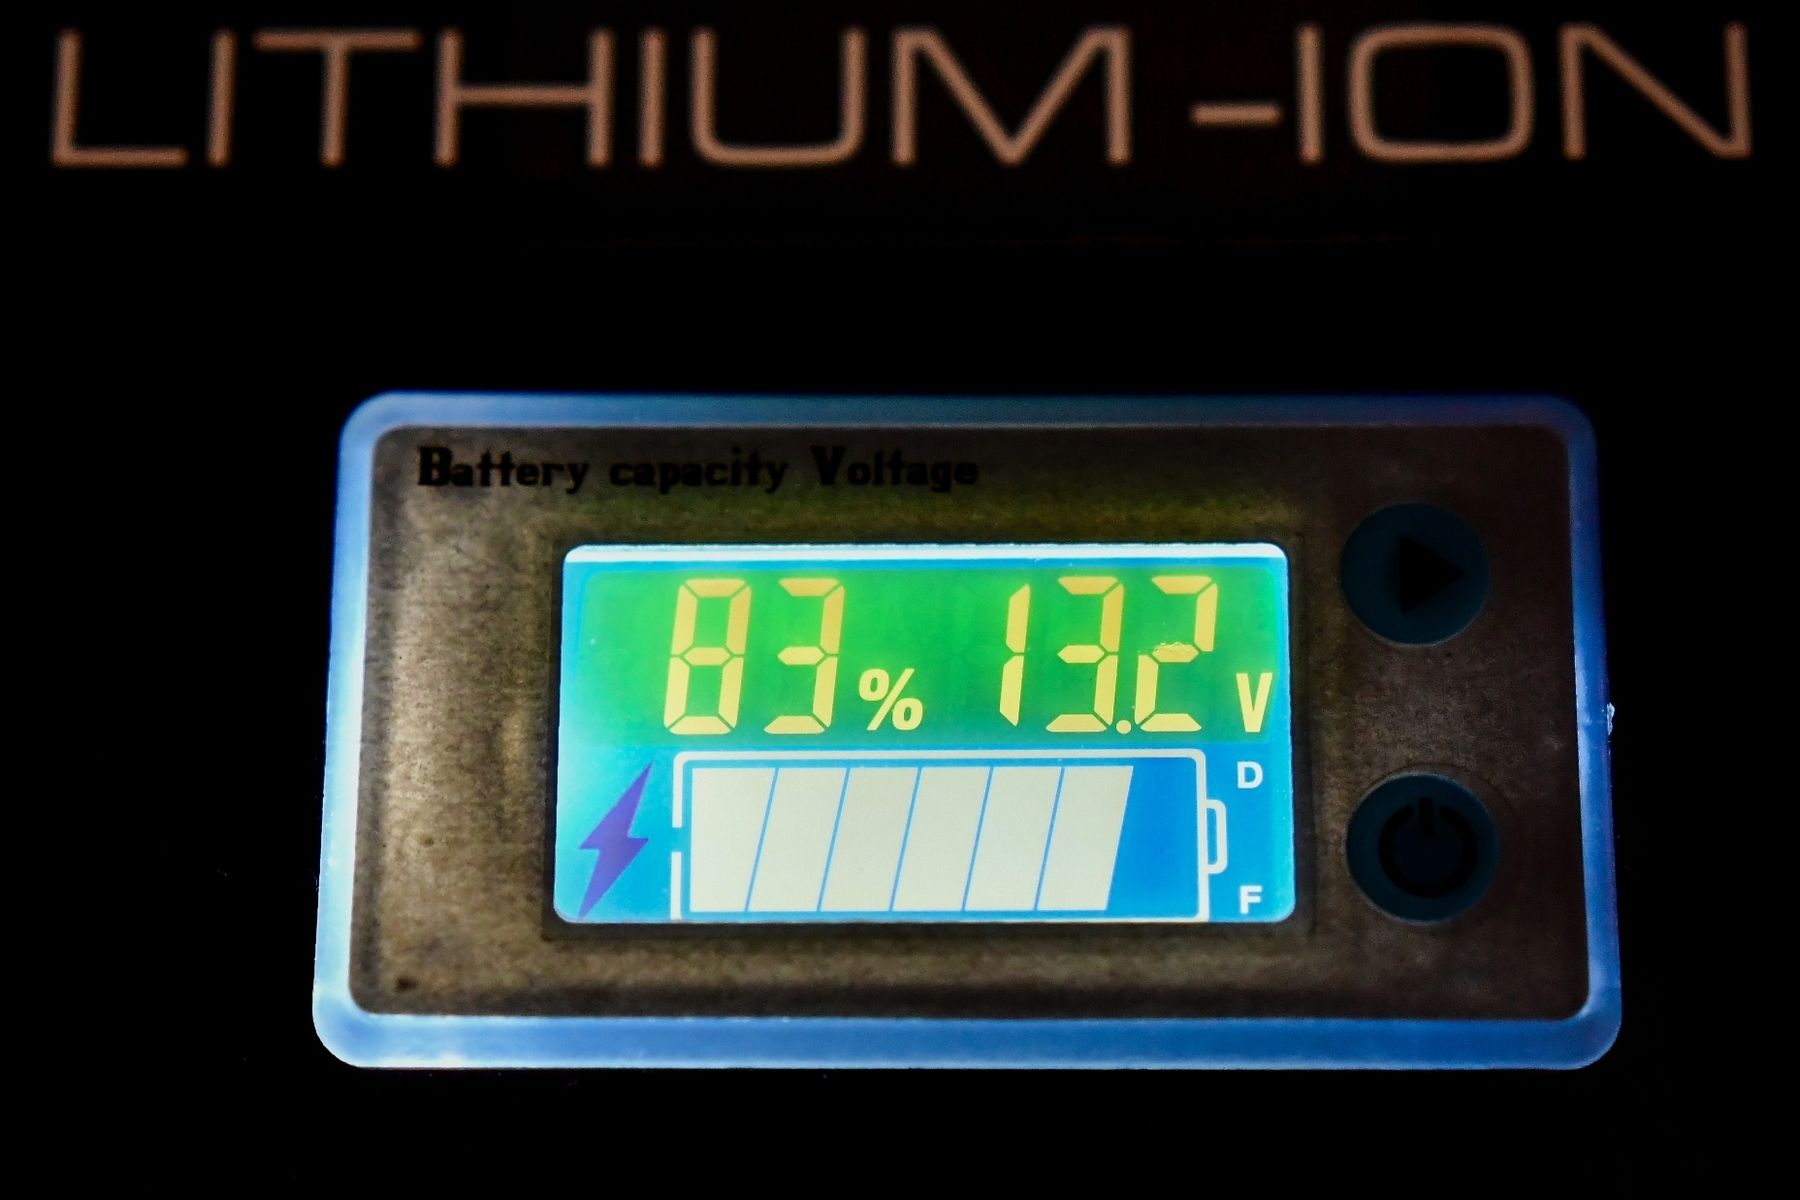 LITHIUM -ION
Battery capacity Voltage
83% 13.2V
D
F